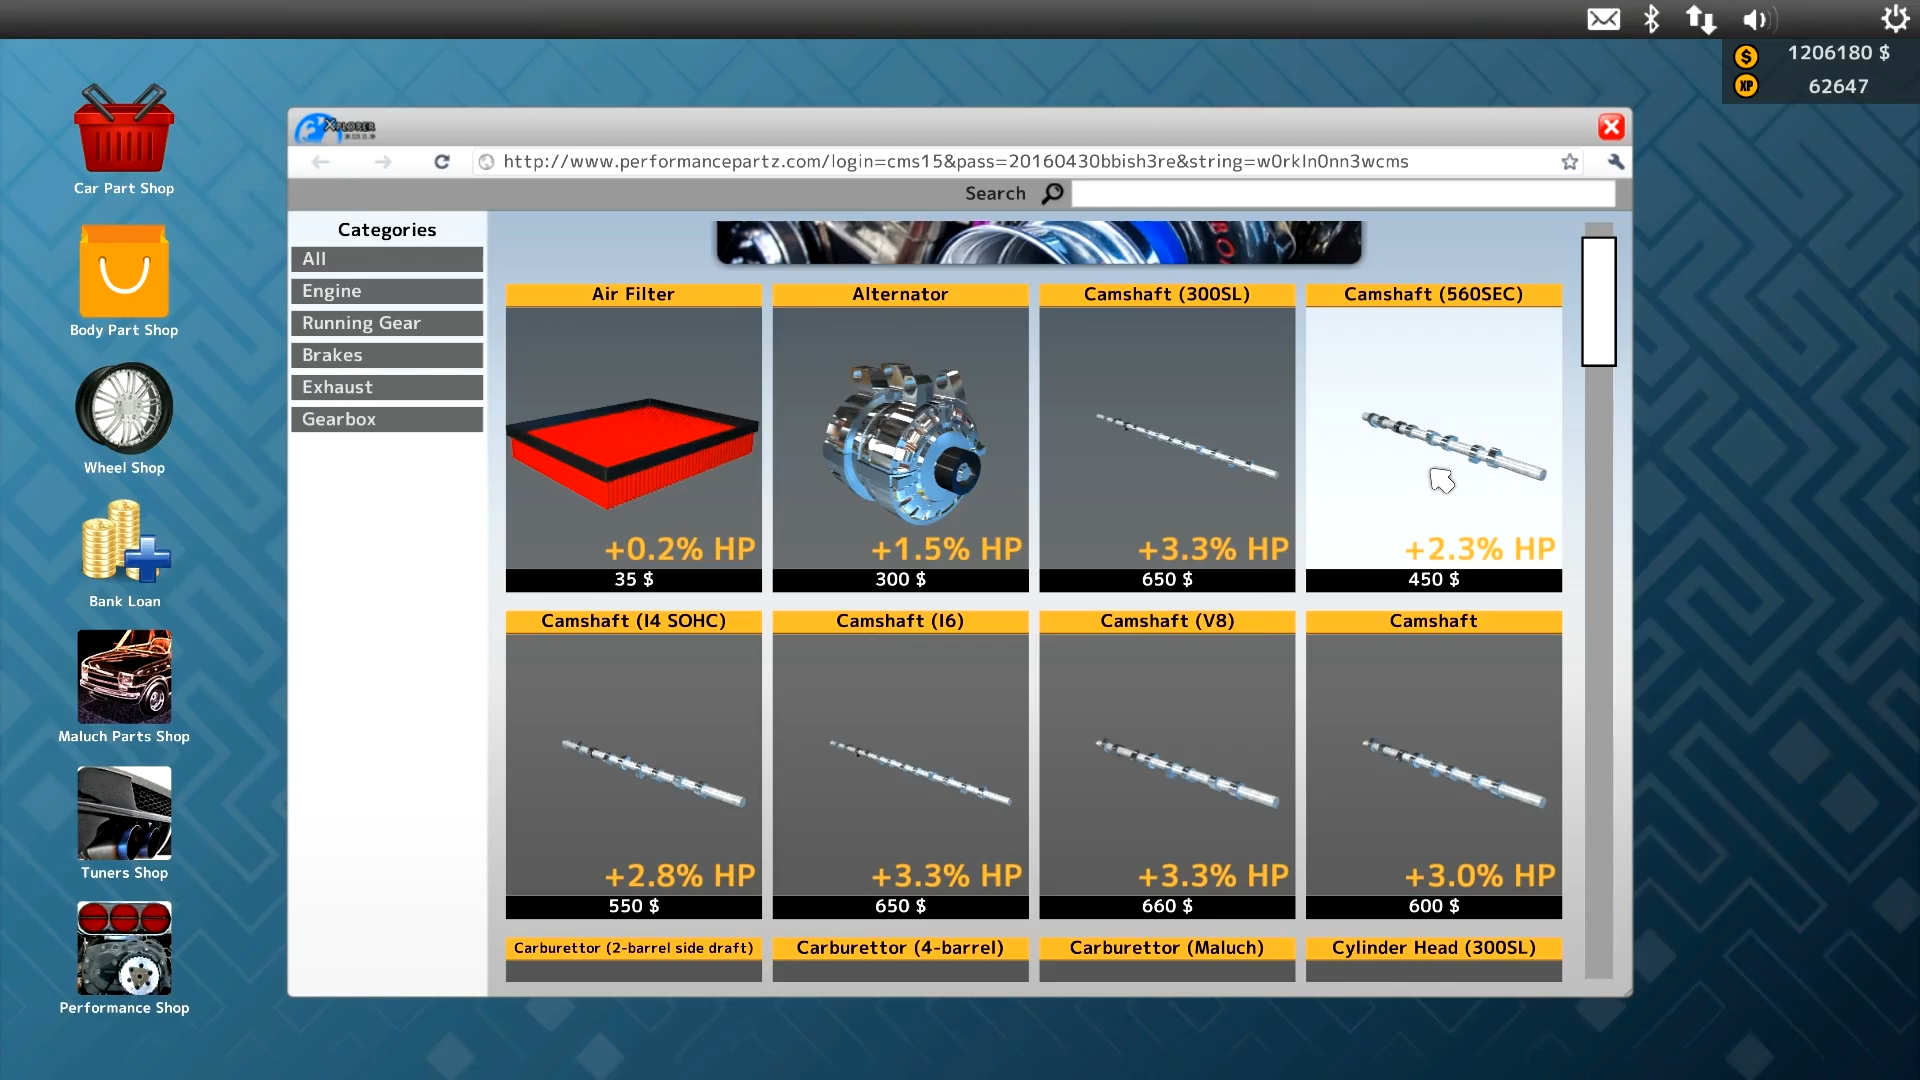 1206180 $
XP 62647
Car Part Shop
Body Part Shop
Wheel Shop
Bank Loan
Maluch Parts Shop
Tuners Shop
Performance Shop
XPLORER
http://www.performancepartz.com/login=cms15&pass=20160430bbish3re&string=w0rkIn0nn3wcms
Search
Categories
All
Engine
Running Gear
Brakes
Exhaust
Gearbox
Air Filter
+0.2% HP
35 $
Alternator
+1.5% HP
300 $
Camshaft (300SL)
+3.3% HP
650 $
Camshaft (560SEC)
+2.3% HP
450 $
Camshaft (I4 SOHC)
+2.8% HP
550 $
Camshaft (I6)
+3.3% HP
650 $
Camshaft (V8)
+3.3% HP
660 $
Camshaft
+3.0% HP
600 $
Carburettor (2-barrel side draft)
Carburettor (4-barrel)
Carburettor (Maluch)
Cylinder Head (300SL)